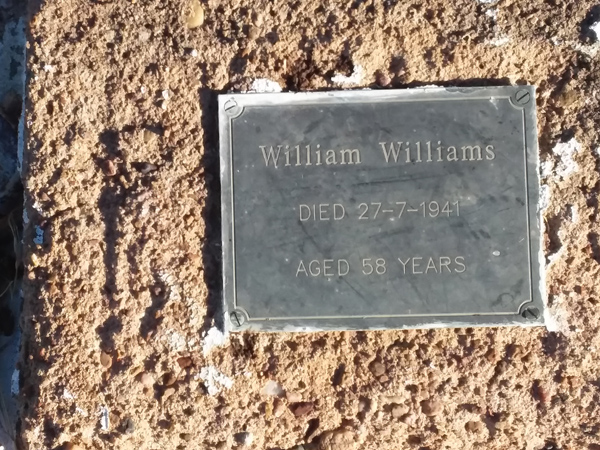 William Williams
DIED 27-7-1941
AGED 58 YEARS